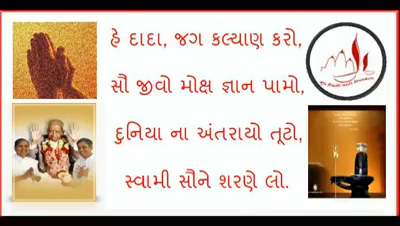 હે દાદા, જગ કલ્યાણ કરો,
સૌ જીવો મોક્ષ જ્ઞાન પામો,
દુનિયા ના અંતરાયો તૂટો,
સ્વામી સૌને શરણે લો.